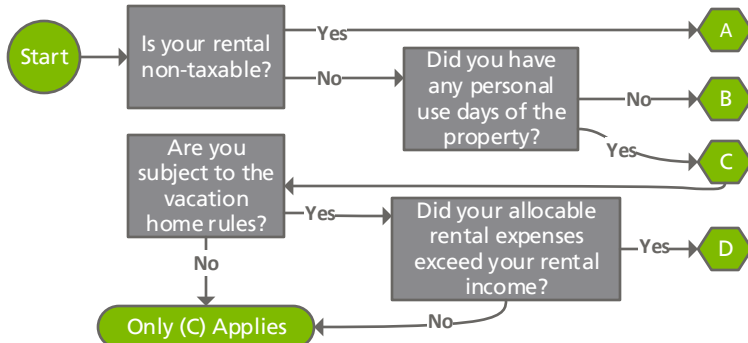 Start
Is your rental
non-taxable?
Yes
A
No
Did you have
any personal
use days of the
property?
No
B
Yes
C
Are you
subject to the
vacation
home rules?
Yes
Did your allocable
rental expenses
exceed your rental
income?
Yes
D
No
No
Only (C) Applies